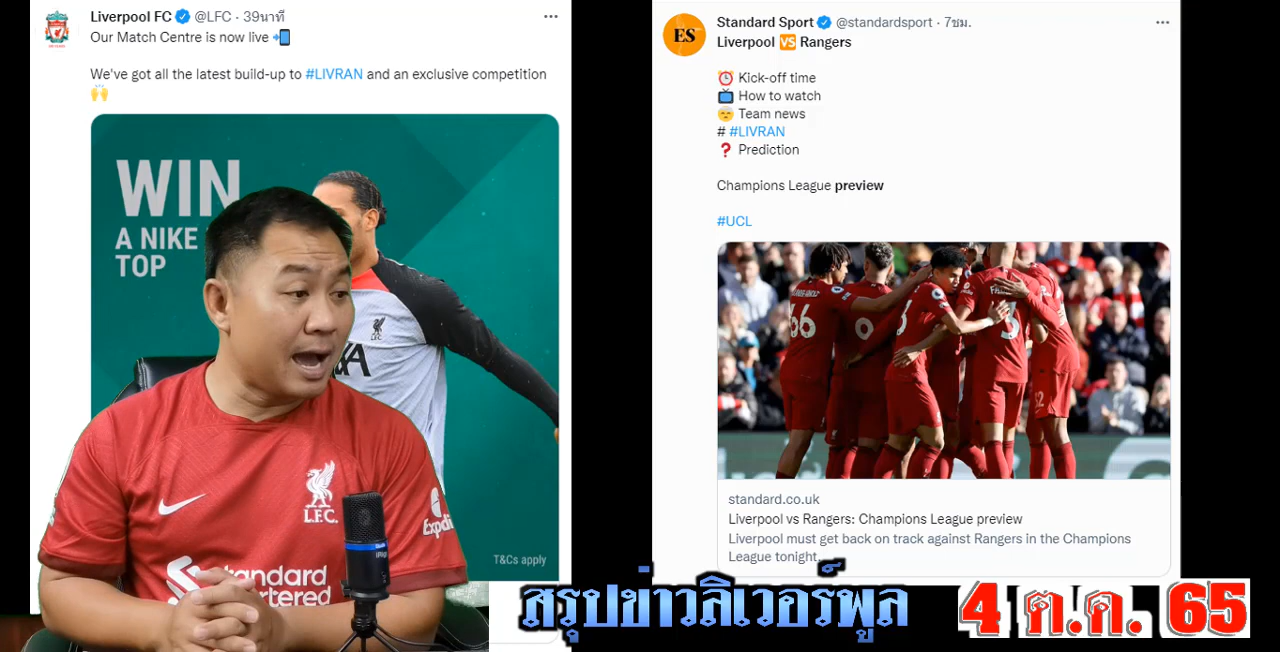 Liverpool FC @LFC · 39นาที
Our Match Centre is now live 📲
We've got all the latest build-up to #LIVRAN and an exclusive competition
🙌
WIN
A NIKE
TOP
AXA
L.F.C.
Expedi
standard
chartered
T&Cs apply
Standard Sport @standardsport · 7ชม.
Liverpool 🆚 Rangers
⏰ Kick-off time
📺 How to watch
😴 Team news
# #LIVRAN
❓ Prediction
Champions League preview
#UCL
ES
66
standard.co.uk
Liverpool vs Rangers: Champions League preview
Liverpool must get back on track against Rangers in the Champions
League tonight.
สรุปข่าวลิเวอร์พูล 4 ต.ค. 65